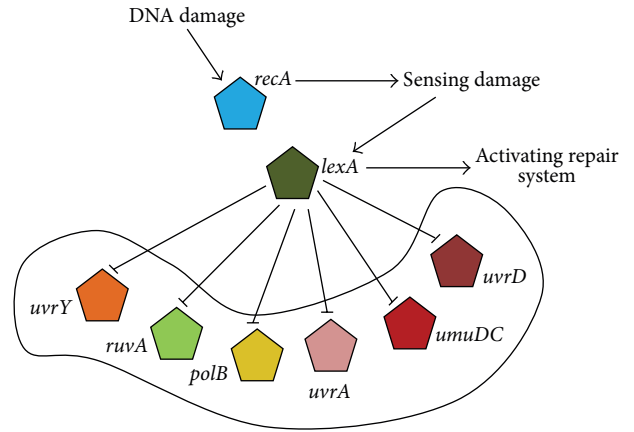 DNA damage
recA
Sensing damage
lexA
Activating repair
system
uvrD
uvrY
umuDC
ruvA
polB
uvrA